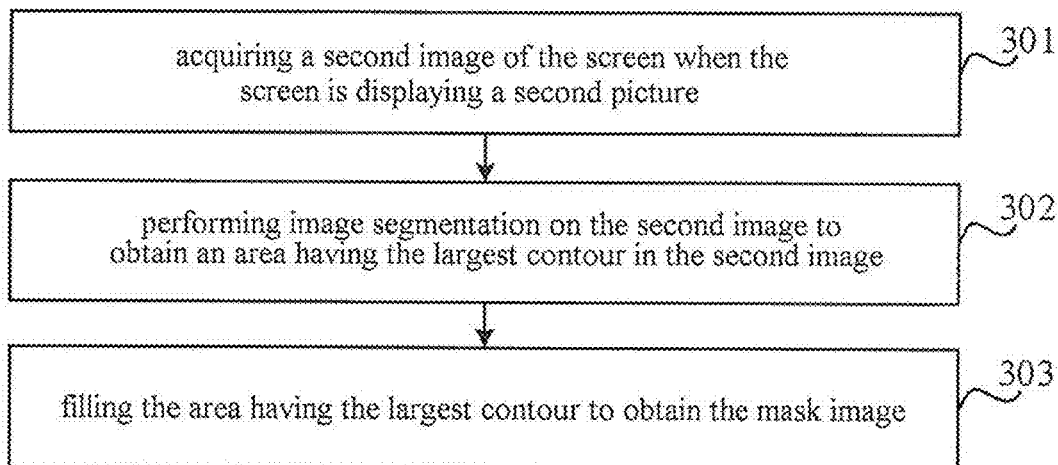 acquiring a second image of the screen when the
screen is displaying a second picture
301
performing image segmentation on the second image to
obtain an area having the largest contour in the second image
302
filling the area having the largest contour to obtain the mask image
303